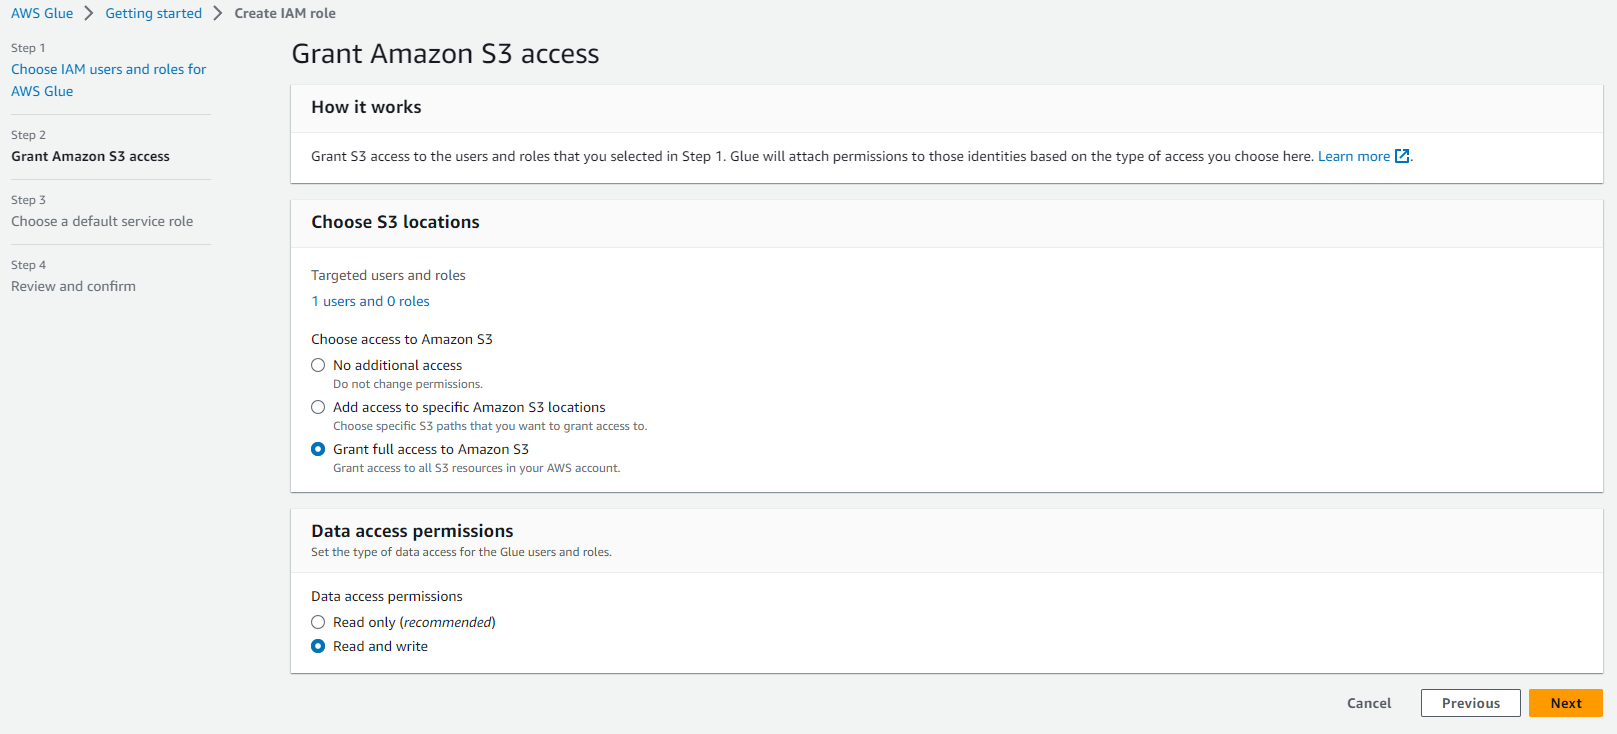 AWS Glue > Getting started > Create IAM role
Step 1
Choose IAM users and roles for
AWS Glue
Step 2
Grant Amazon S3 access
Step 3
Choose a default service role
Step 4
Review and confirm
Grant Amazon S3 access
How it works
Grant S3 access to the users and roles that you selected in Step 1. Glue will attach permissions to those identities based on the type of access you choose here. Learn more.
Choose S3 locations
Targeted users and roles
1 users and 0 roles
Choose access to Amazon S3
No additional access
Do not change permissions.
Add access to specific Amazon S3 locations
Choose specific S3 paths that you want to grant access to.
Grant full access to Amazon S3
Grant access to all S3 resources in your AWS account.
Data access permissions
Set the type of data access for the Glue users and roles.
Data access permissions
Read only (recommended)
Read and write
Cancel Previous Next